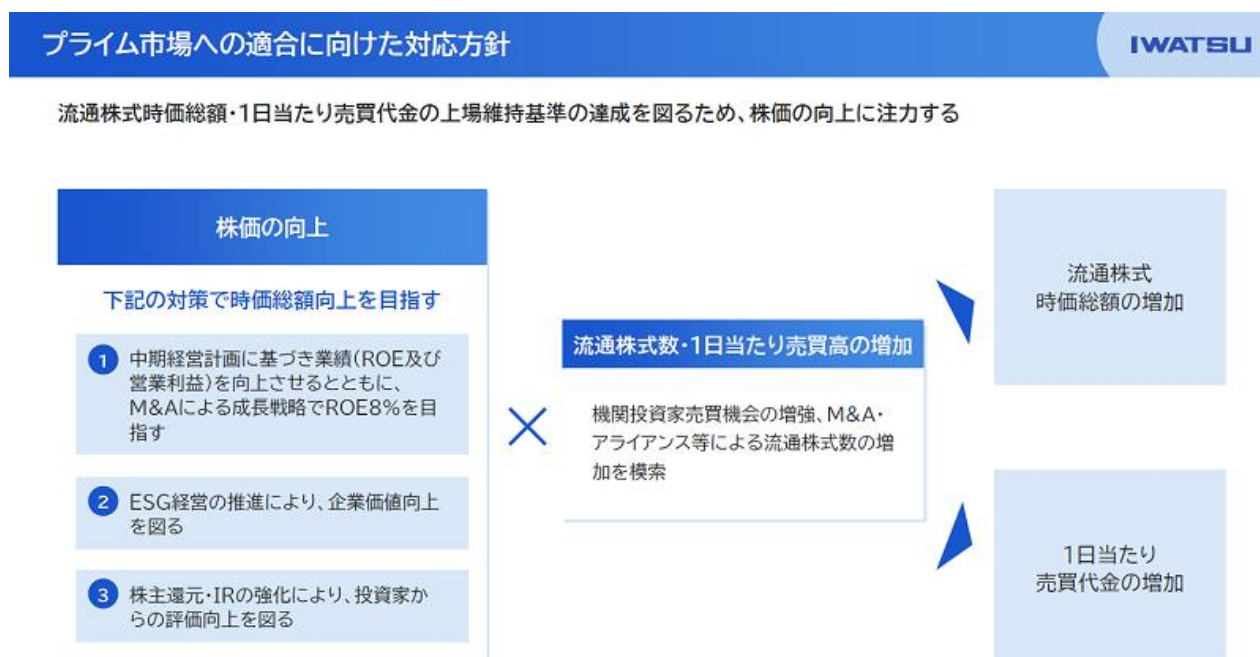 プライム市場への適合に向けた対応方針
IWATSU
流通株式時価総額・1日当たり売買代金の上場維持基準の達成を図るため、株価の向上に注力する
株価の向上
下記の対策で時価総額向上を目指す
1 中期経営計画に基づき業績(ROE及び
営業利益)を向上させるとともに、
M&Aによる成長戦略でROE8%を目
指す
2 ESG経営の推進により、企業価値向上
を図る
3 株主還元・IRの強化により、投資家か
らの評価向上を図る
流通株式数・1日当たり売買高の増加
機関投資家売買機会の増強、M&A・
アライアンス等による流通株式数の増
加を模索
流通株式
時価総額の増加
1日当たり
売買代金の増加